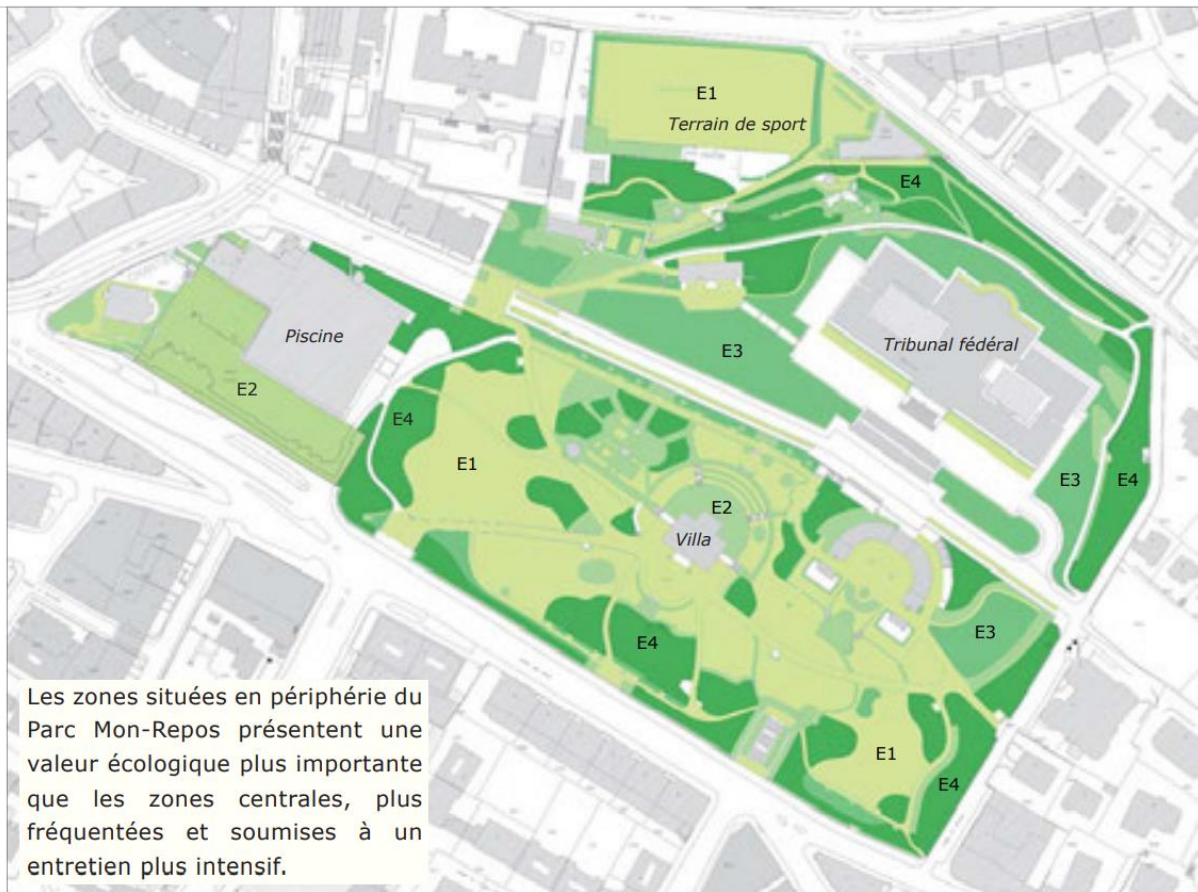 E1
Terrain de sport
E4
Piscine
E3
Tribunal fédéral
E2
E4
E1
E2
Villa
E3
E4
E3
E4
E1
E4
Les zones situées en périphérie du
Parc Mon-Repos présentent une
valeur écologique plus importante
que les zones centrales, plus
fréquentées et soumises à un
entretien plus intensif.